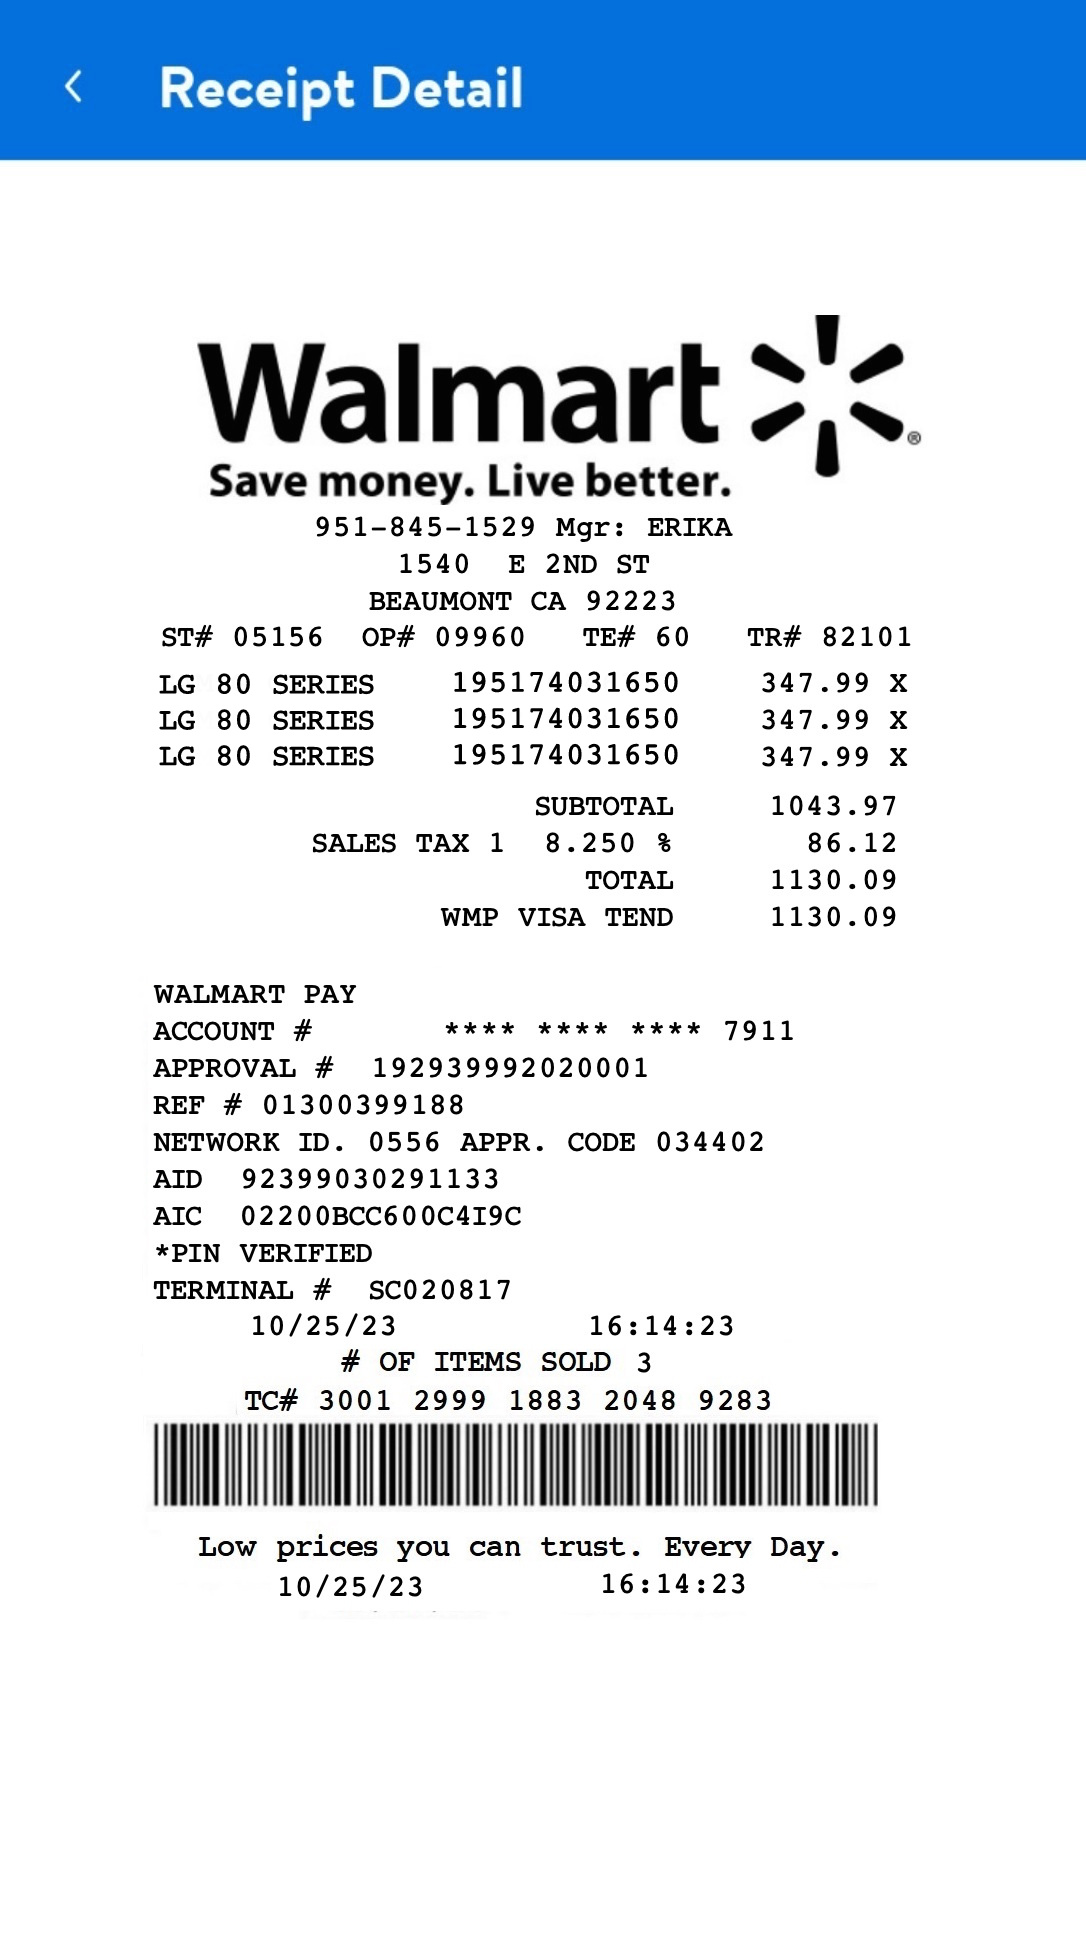 Receipt Detail
Walmart
®
Save money. Live better.
951-845-1529 Mgr: ERIKA
1540 E 2ND ST
BEAUMONT CA 92223
ST# 05156 OP# 09960 TE# 60 TR# 82101
LG 80 SERIES 195174031650 347.99 X
LG 80 SERIES 195174031650 347.99 X
LG 80 SERIES 195174031650 347.99 X
SUBTOTAL 1043.97
SALES TAX 1 8.250 % 86.12
TOTAL 1130.09
WMP VISA TEND 1130.09
WALMART PAY
ACCOUNT # **** **** **** 7911
APPROVAL # 192939992020001
REF # 01300399188
NETWORK ID. 0556 APPR. CODE 034402
AID 92399030291133
AIC 02200BCC600C4I9C
*PIN VERIFIED
TERMINAL # SC020817
10/25/23 16:14:23
# OF ITEMS SOLD 3
TC# 3001 2999 1883 2048 9283
Low prices you can trust. Every Day.
10/25/23 16:14:23